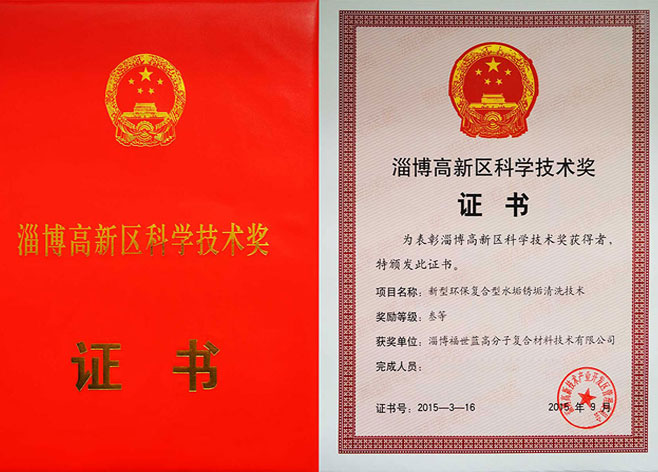 淄博高新区科学技术奖
证书
淄博高新区科学技术奖
证书
为表彰淄博高新区科学技术奖获得者，
特颁发此证书。
项目名称：新型环保复合型水垢锈垢清洗技术
奖励等级：叁等
获奖单位：淄博福世蓝高分子复合材料技术有限公司
完成人员：
证书号：2015—3—16
2015 年 9 月